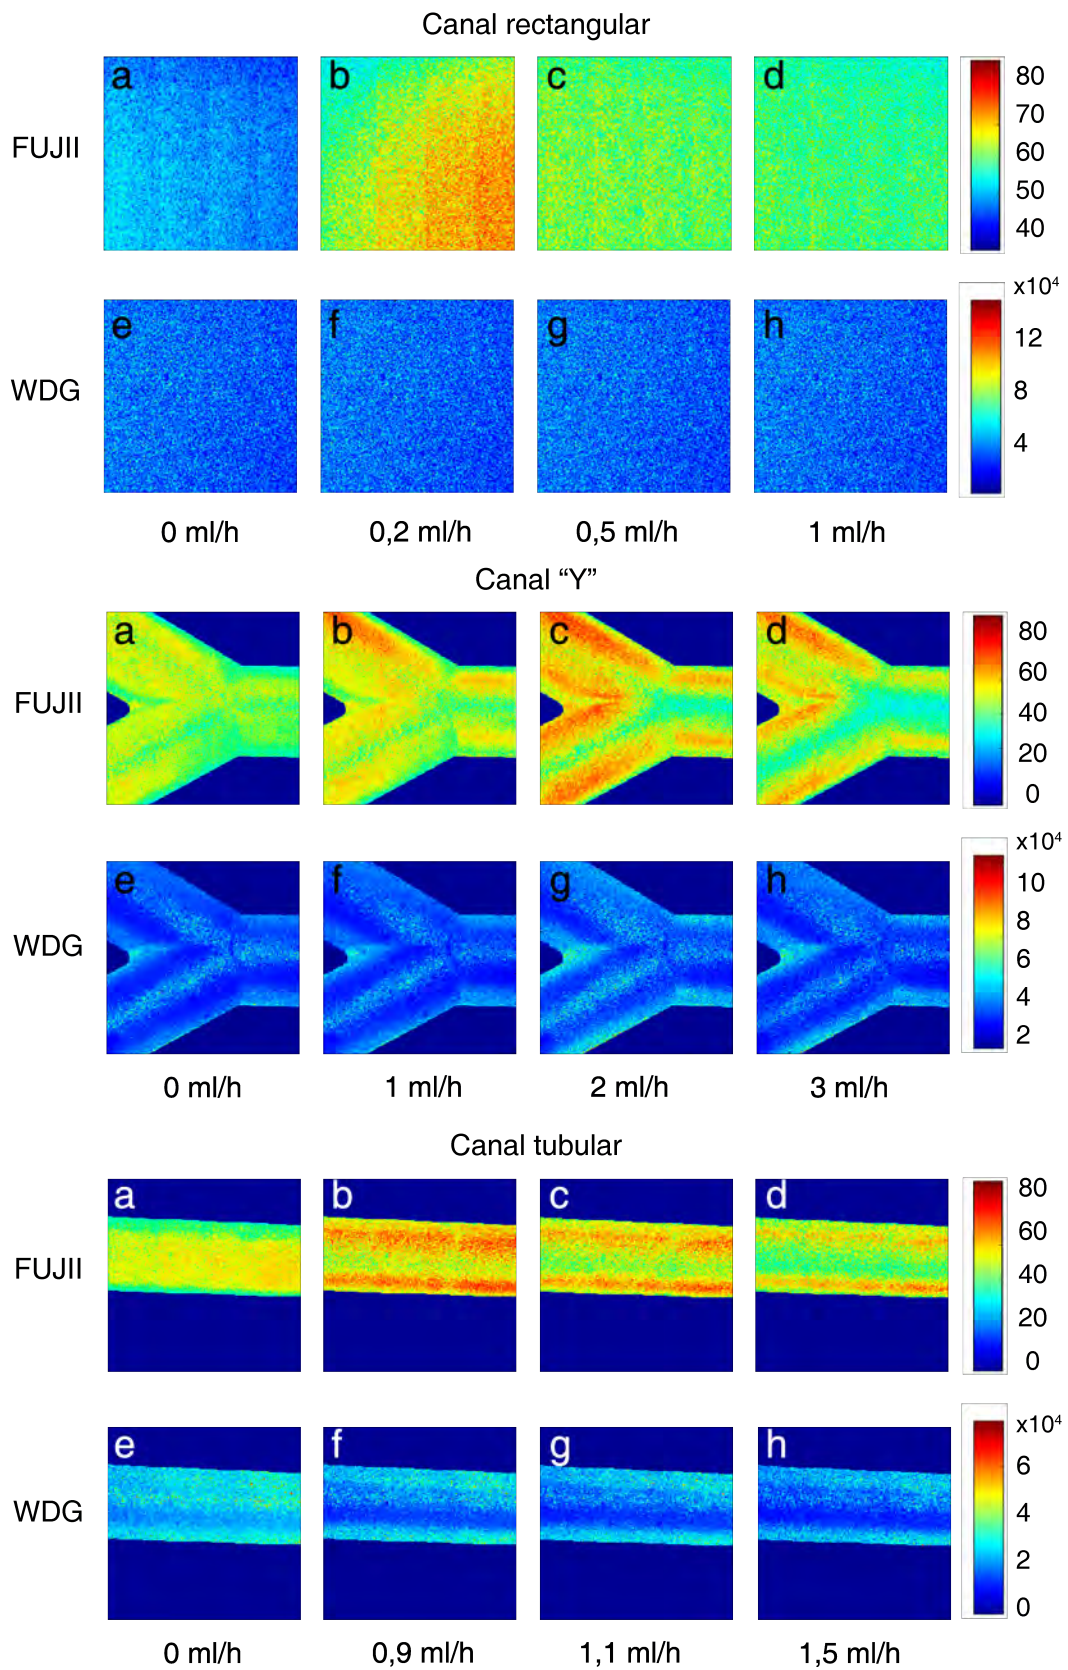 Canal rectangular
a b c d
FUJII
80
70
60
50
40
x10⁴
e f g h
WDG
12
8
4
0 ml/h 0,2 ml/h 0,5 ml/h 1 ml/h
Canal “Y”
a b c d
FUJII
80
60
40
20
0
x10⁴
e f g h
WDG
10
8
6
4
2
0 ml/h 1 ml/h 2 ml/h 3 ml/h
Canal tubular
a b c d
FUJII
80
60
40
20
0
x10⁴
e f g h
WDG
6
4
2
0
0 ml/h 0,9 ml/h 1,1 ml/h 1,5 ml/h